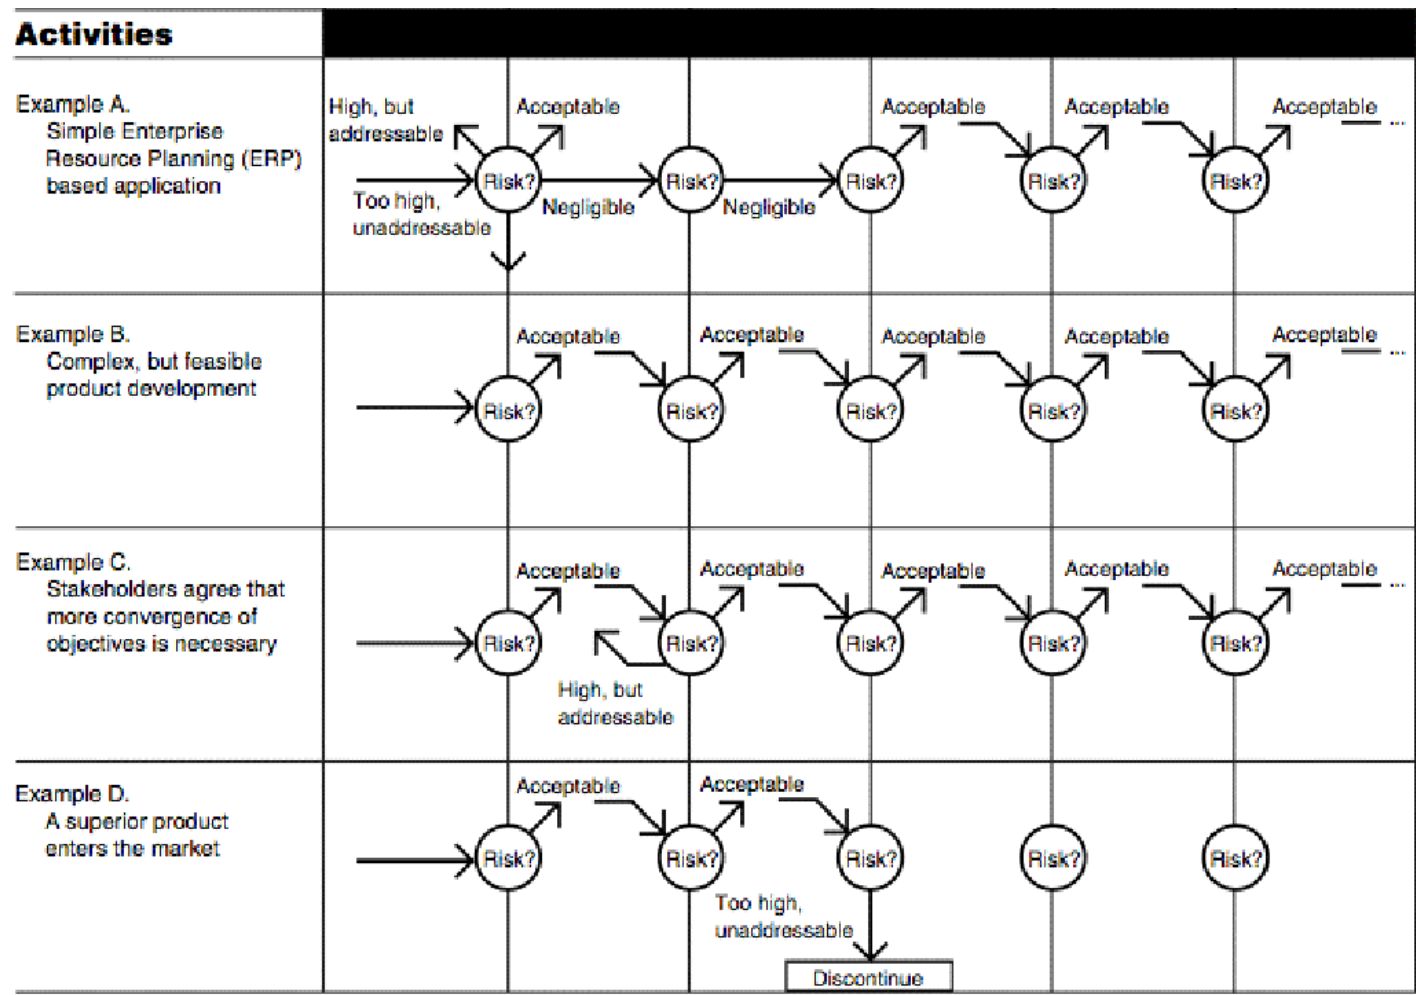 Activities
Example A.
Simple Enterprise
Resource Planning (ERP)
based application
High, but
addressable
Acceptable
Acceptable
Acceptable
Acceptable
...
Risk?
Risk?
Risk?
Risk?
Risk?
Too high,
unaddressable
Negligible
Negligible
Example B.
Complex, but feasible
product development
Acceptable
Acceptable
Acceptable
Acceptable
Acceptable
...
Risk?
Risk?
Risk?
Risk?
Risk?
Example C.
Stakeholders agree that
more convergence of
objectives is necessary
Acceptable
Acceptable
Acceptable
Acceptable
Acceptable
...
Risk?
Risk?
Risk?
Risk?
Risk?
High, but
addressable
Example D.
A superior product
enters the market
Acceptable
Acceptable
Risk?
Risk?
Risk?
Risk?
Risk?
Too high,
unaddressable
Discontinue